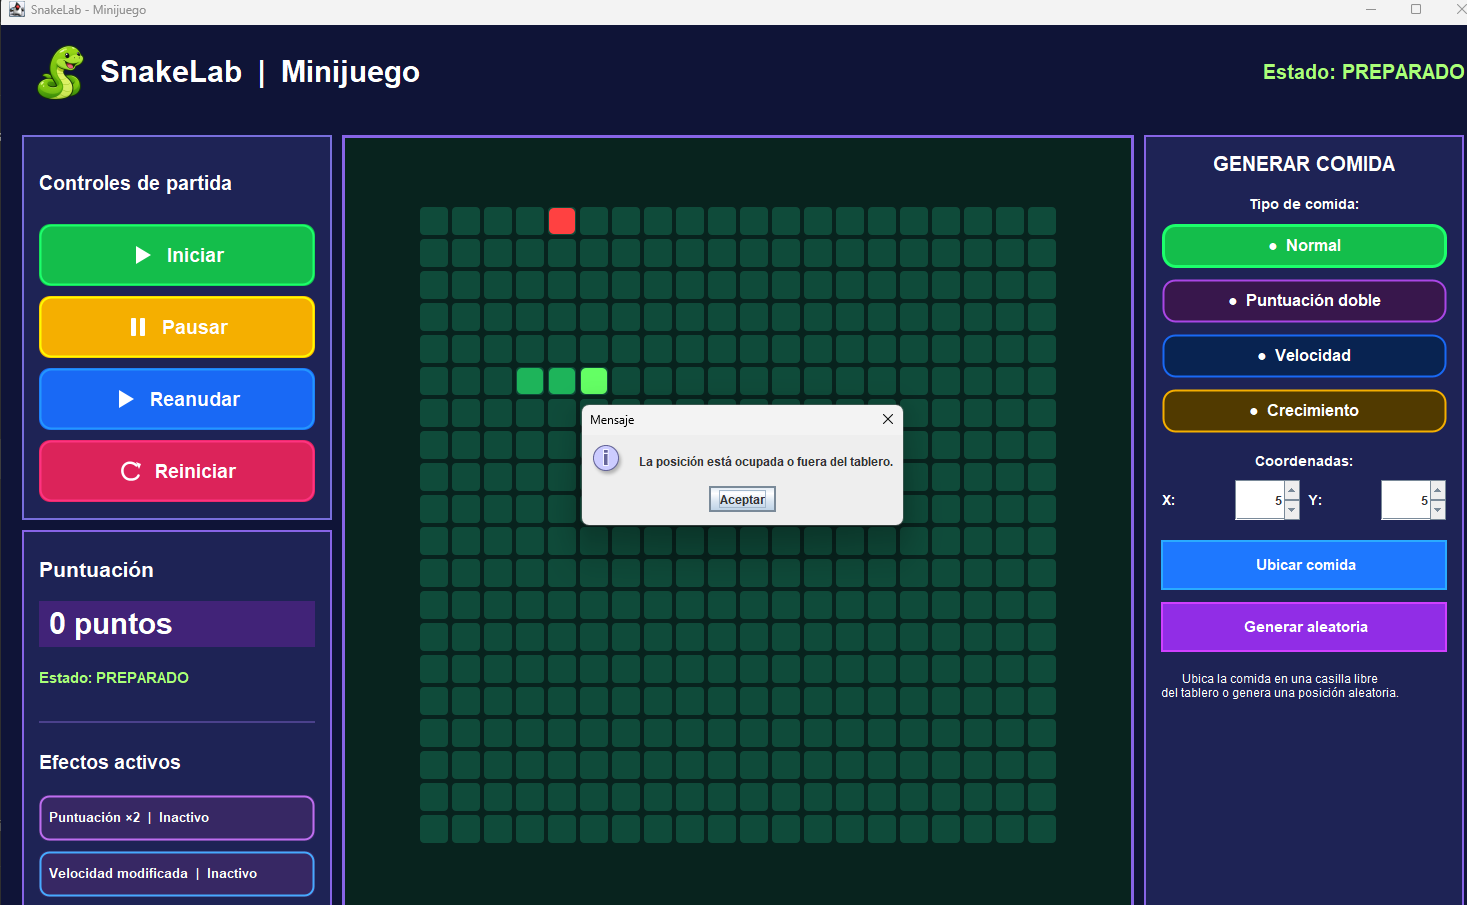 SnakeLab - Minijuego
SnakeLab | Minijuego
Estado: PREPARADO
Controles de partida
Iniciar
Pausar
Reanudar
Reiniciar
Puntuación
0 puntos
Estado: PREPARADO
Efectos activos
Puntuación ×2 | Inactivo
Velocidad modificada | Inactivo
Mensaje
La posición está ocupada o fuera del tablero.
Aceptar
GENERAR COMIDA
Tipo de comida:
● Normal
● Puntuación doble
● Velocidad
● Crecimiento
Coordenadas:
X: 5 Y: 5
Ubicar comida
Generar aleatoria
Ubica la comida en una casilla libre
del tablero o genera una posición aleatoria.